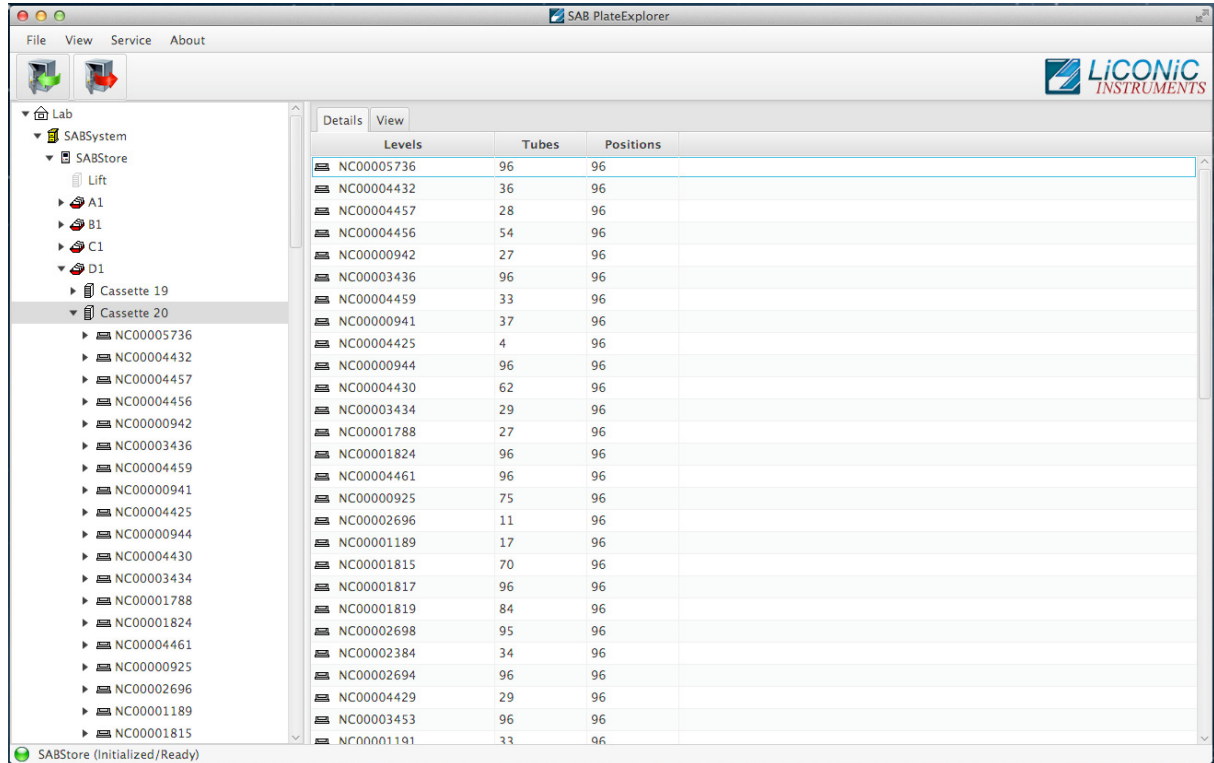 SAB PlateExplorer
File View Service About
LiCONiC
INSTRUMENTS
Lab
SABSystem
SABStore
Lift
A1
B1
C1
D1
Cassette 19
Cassette 20
NC00005736
NC00004432
NC00004457
NC00004456
NC00000942
NC00003436
NC00004459
NC00000941
NC00004425
NC00000944
NC00004430
NC00003434
NC00001788
NC00001824
NC00004461
NC00000925
NC00002696
NC00001189
NC00001815
Details View
Levels Tubes Positions
NC00005736 96 96
NC00004432 36 96
NC00004457 28 96
NC00004456 54 96
NC00000942 27 96
NC00003436 96 96
NC00004459 33 96
NC00000941 37 96
NC00004425 4 96
NC00000944 96 96
NC00004430 62 96
NC00003434 29 96
NC00001788 27 96
NC00001824 96 96
NC00004461 96 96
NC00000925 75 96
NC00002696 11 96
NC00001189 17 96
NC00001815 70 96
NC00001817 96 96
NC00001819 84 96
NC00002698 95 96
NC00002384 34 96
NC00002694 96 96
NC00004429 29 96
NC00003453 96 96
NC00001191 33 96
SABStore (Initialized/Ready)